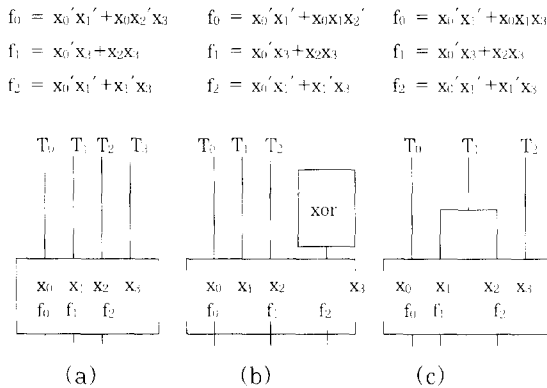 f₀ = x₀'x₁' + x₀x₂'x₃ f₀ = x₀'x₁' + x₀x₁x₂' f₀ = x₀'x₁' + x₀x₁x₃
f₁ = x₀'x₃+x₂x₃ f₁ = x₀'x₃+x₂x₃ f₁ = x₀'x₃+x₂x₃
f₂ = x₀'x₁' + x₁'x₃ f₂ = x₀'x₁' + x₁'x₃ f₂ = x₀'x₁' + x₁'x₃
T₀ T₁ T₂ T₃ T₀ T₁ T₂ T₀ T₁ T₂
xor
x₀ x₁ x₂ x₃ x₀ x₁ x₂ x₃ x₀ x₁ x₂ x₃
f₀ f₁ f₂ f₀ f₁ f₂ f₀ f₁ f₂
(a) (b) (c)